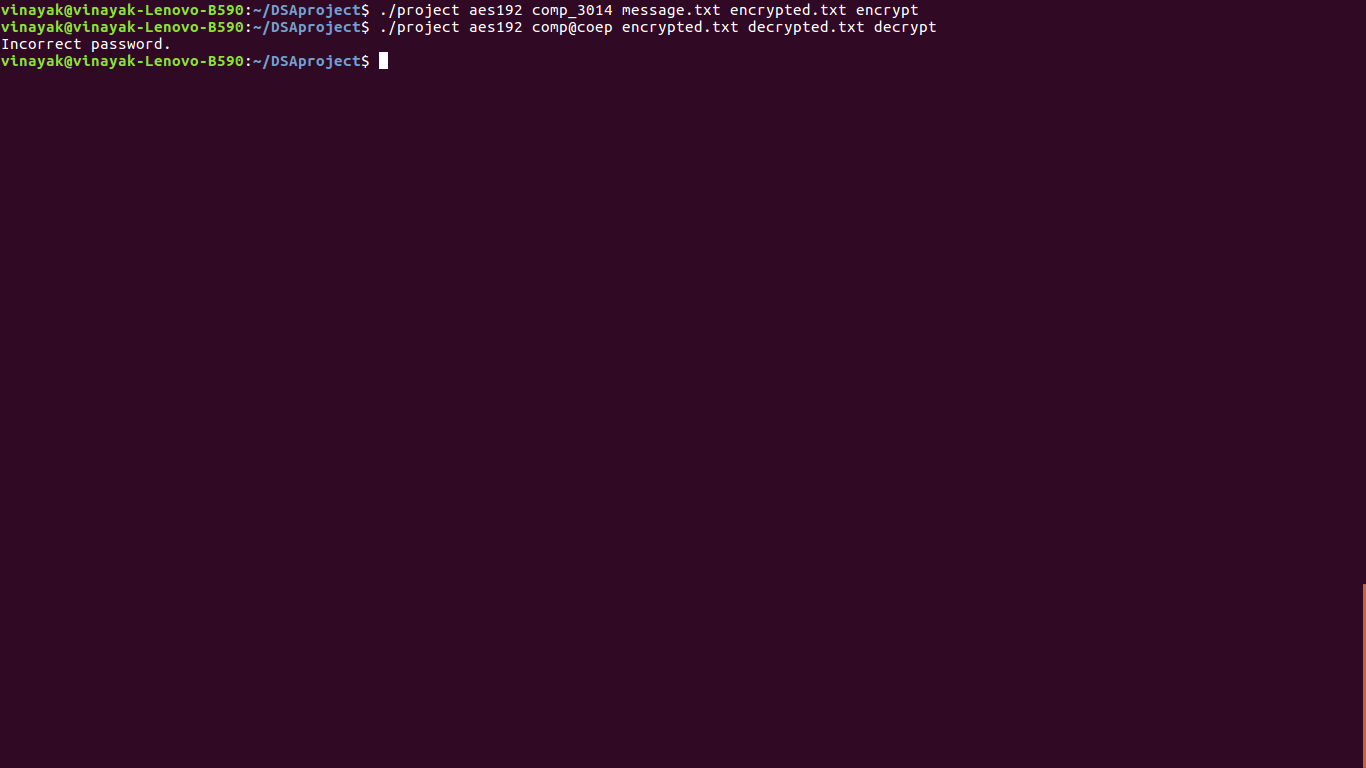 vinayak@vinayak-Lenovo-B590:~/DSAproject$ ./project aes192 comp_3014 message.txt encrypted.txt encrypt
vinayak@vinayak-Lenovo-B590:~/DSAproject$ ./project aes192 comp@coep encrypted.txt decrypted.txt decrypt
Incorrect password.
vinayak@vinayak-Lenovo-B590:~/DSAproject$